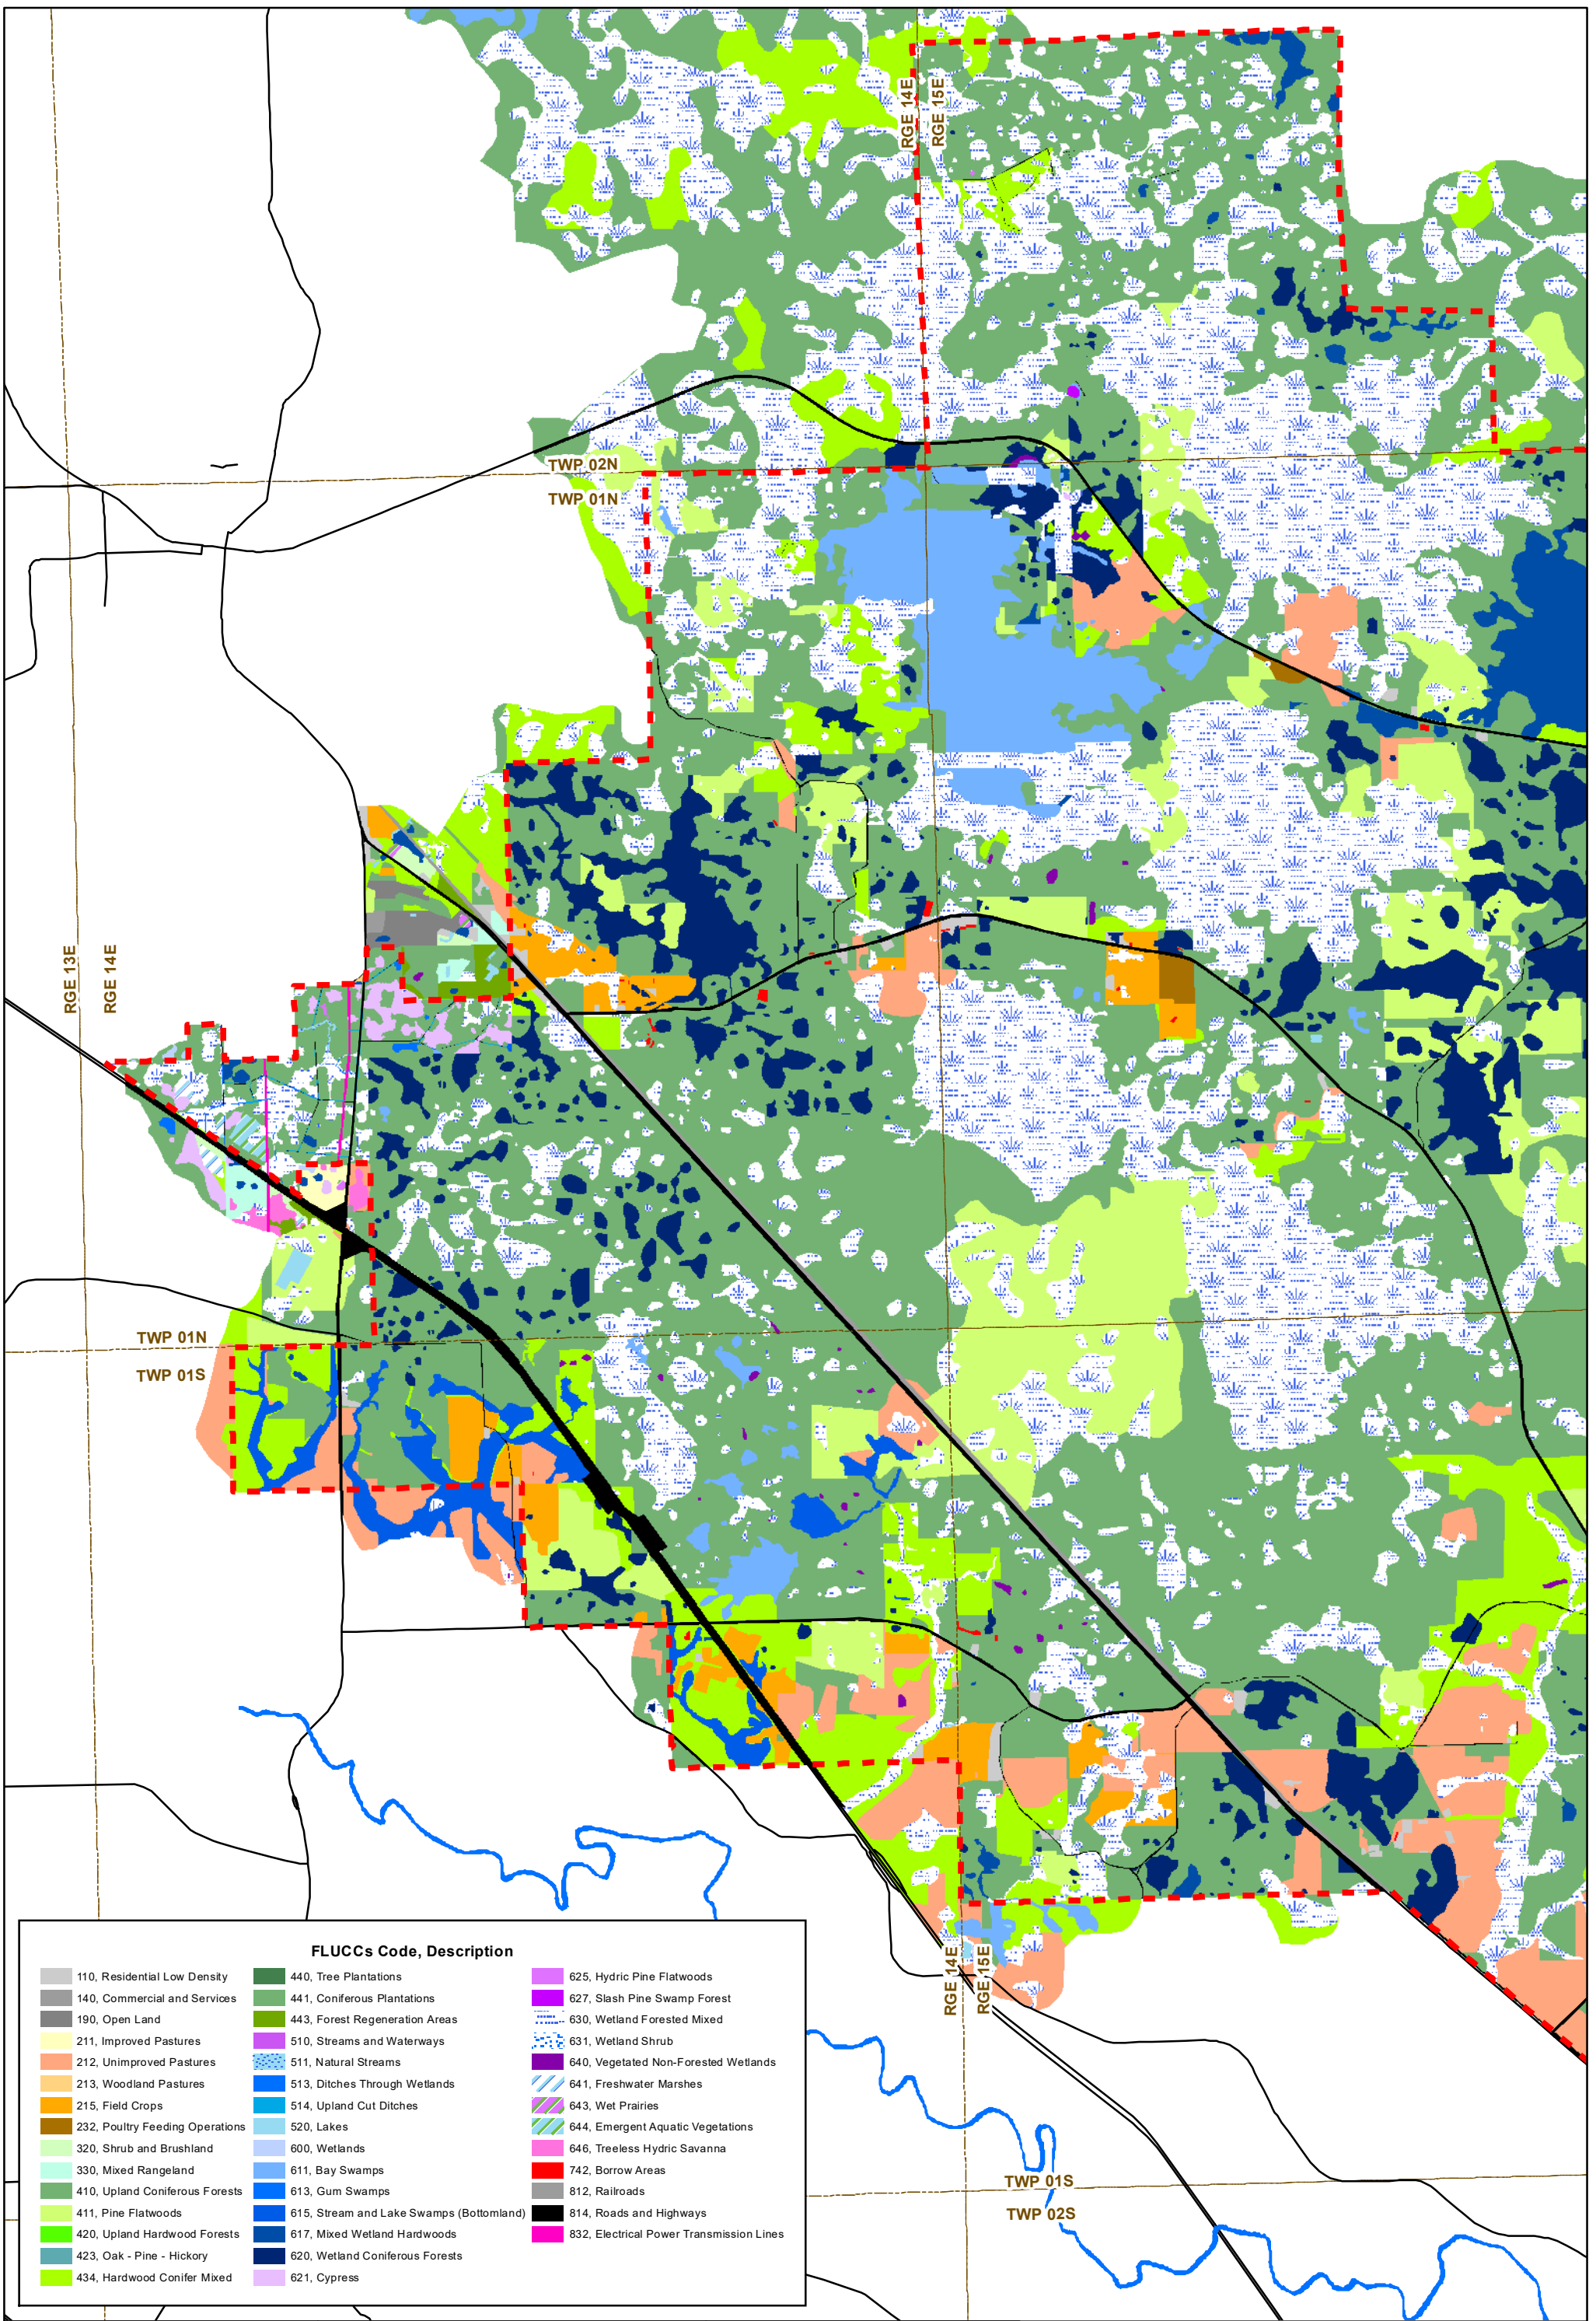 RGE 14E
RGE 15E
TWP 02N
TWP 01N
RGE 13E
RGE 14E
TWP 01N
TWP 01S
RGE 14E
RGE 15E
TWP 01S
TWP 02S
FLUCCs Code, Description
110, Residential Low Density
140, Commercial and Services
190, Open Land
211, Improved Pastures
212, Unimproved Pastures
213, Woodland Pastures
215, Field Crops
232, Poultry Feeding Operations
320, Shrub and Brushland
330, Mixed Rangeland
410, Upland Coniferous Forests
411, Pine Flatwoods
420, Upland Hardwood Forests
423, Oak - Pine - Hickory
434, Hardwood Conifer Mixed
440, Tree Plantations
441, Coniferous Plantations
443, Forest Regeneration Areas
510, Streams and Waterways
511, Natural Streams
513, Ditches Through Wetlands
514, Upland Cut Ditches
520, Lakes
600, Wetlands
611, Bay Swamps
613, Gum Swamps
615, Stream and Lake Swamps (Bottomland)
617, Mixed Wetland Hardwoods
620, Wetland Coniferous Forests
621, Cypress
625, Hydric Pine Flatwoods
627, Slash Pine Swamp Forest
630, Wetland Forested Mixed
631, Wetland Shrub
640, Vegetated Non-Forested Wetlands
641, Freshwater Marshes
643, Wet Prairies
644, Emergent Aquatic Vegetations
646, Treeless Hydric Savanna
742, Borrow Areas
812, Railroads
814, Roads and Highways
832, Electrical Power Transmission Lines